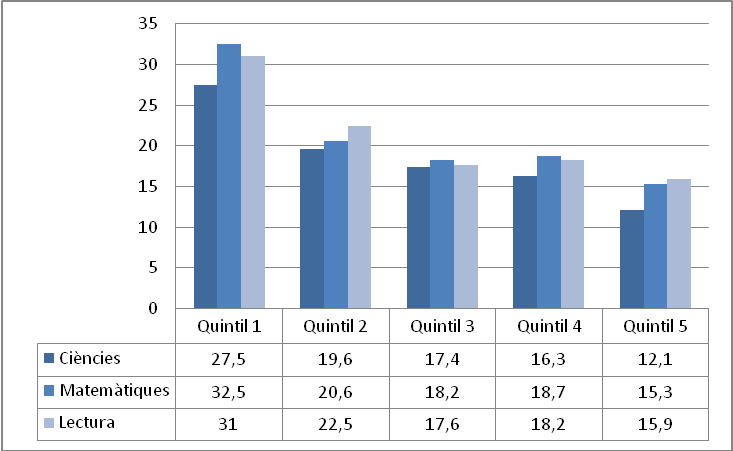 35
30
25
20
15
10
5
0
Quintil 1 Quintil 2 Quintil 3 Quintil 4 Quintil 5
Ciències 27,5 19,6 17,4 16,3 12,1
Matemàtiques 32,5 20,6 18,2 18,7 15,3
Lectura 31 22,5 17,6 18,2 15,9